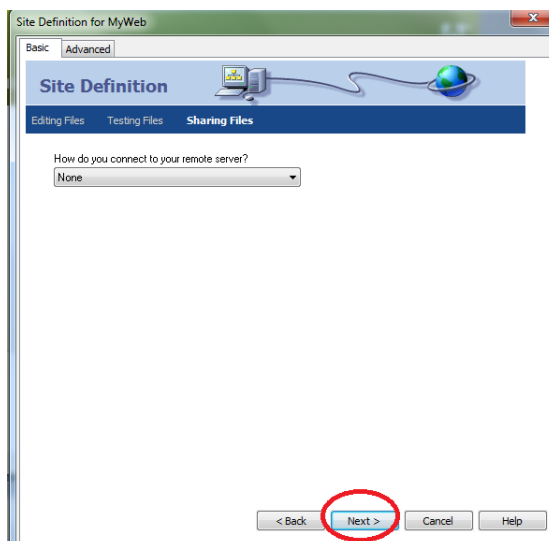 Site Definition for MyWeb
Basic Advanced
Site Definition
Editing Files Testing Files Sharing Files
How do you connect to your remote server?
None
< Back Next > Cancel Help